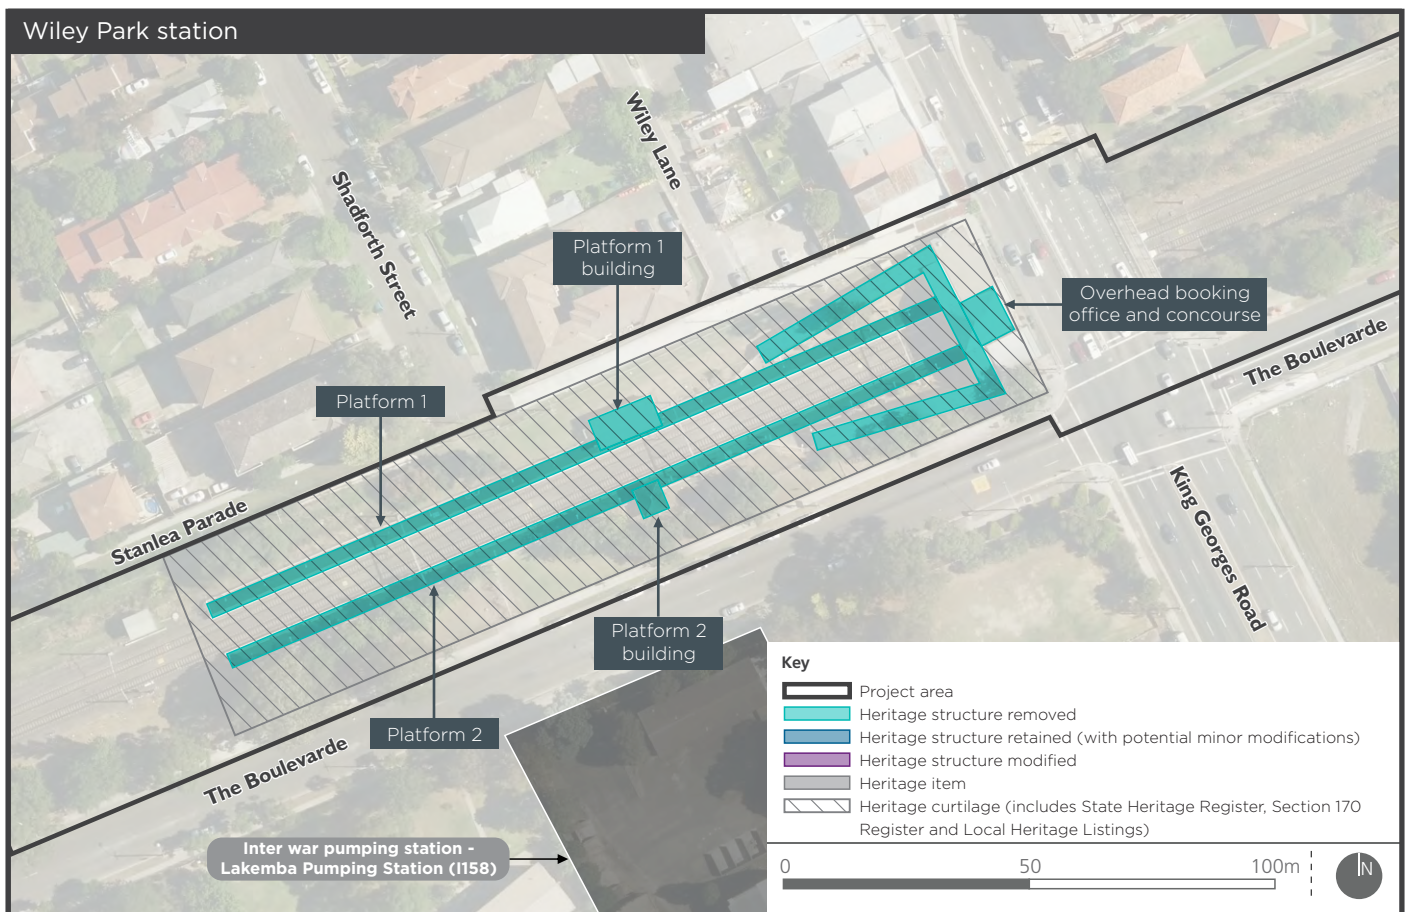 Wiley Park station
Wiley Lane
Shadforth Street
Platform 1
building
Overhead booking
office and concourse
The Boulevarde
Platform 1
Stanlea Parade
King Georges Road
Platform 2
building
Platform 2
The Boulevarde
Inter war pumping station -
Lakemba Pumping Station (I158)
Key
Project area
Heritage structure removed
Heritage structure retained (with potential minor modifications)
Heritage structure modified
Heritage item
Heritage curtilage (includes State Heritage Register, Section 170
Register and Local Heritage Listings)
0 50 100m
N